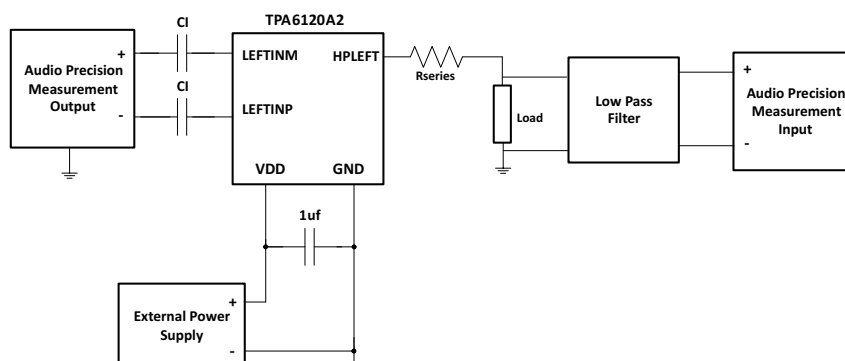 TPA6120A2
CI
Audio Precision
Measurement
Output
+
-
CI
LEFTINM
HPLEFT
LEFTINP
VDD
GND
Rseries
Load
Low Pass
Filter
+
-
Audio Precision
Measurement
Input
1uf
External Power
Supply
+
-